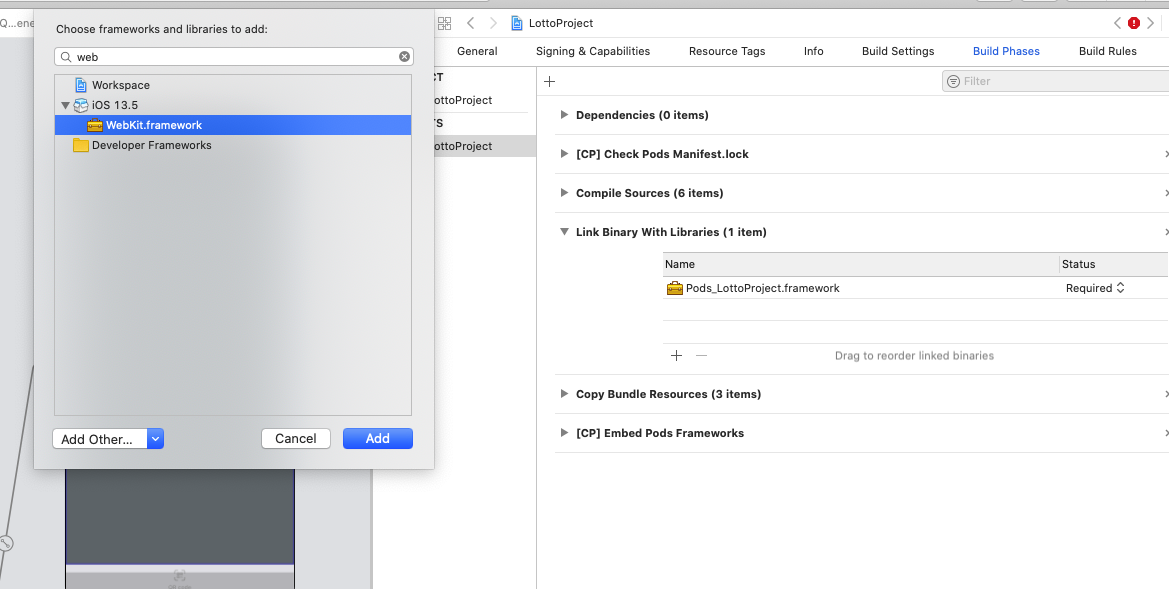 Choose frameworks and libraries to add:
web
Workspace
iOS 13.5
WebKit.framework
Developer Frameworks
Add Other...
Cancel
Add
LottoProject
General
Signing & Capabilities
Resource Tags
Info
Build Settings
Build Phases
Build Rules
Filter
CT
ottoProject
TS
ottoProject
Dependencies (0 items)
[CP] Check Pods Manifest.lock
Compile Sources (6 items)
Link Binary With Libraries (1 item)
Name
Status
Pods_LottoProject.framework
Required
Drag to reorder linked binaries
Copy Bundle Resources (3 items)
[CP] Embed Pods Frameworks